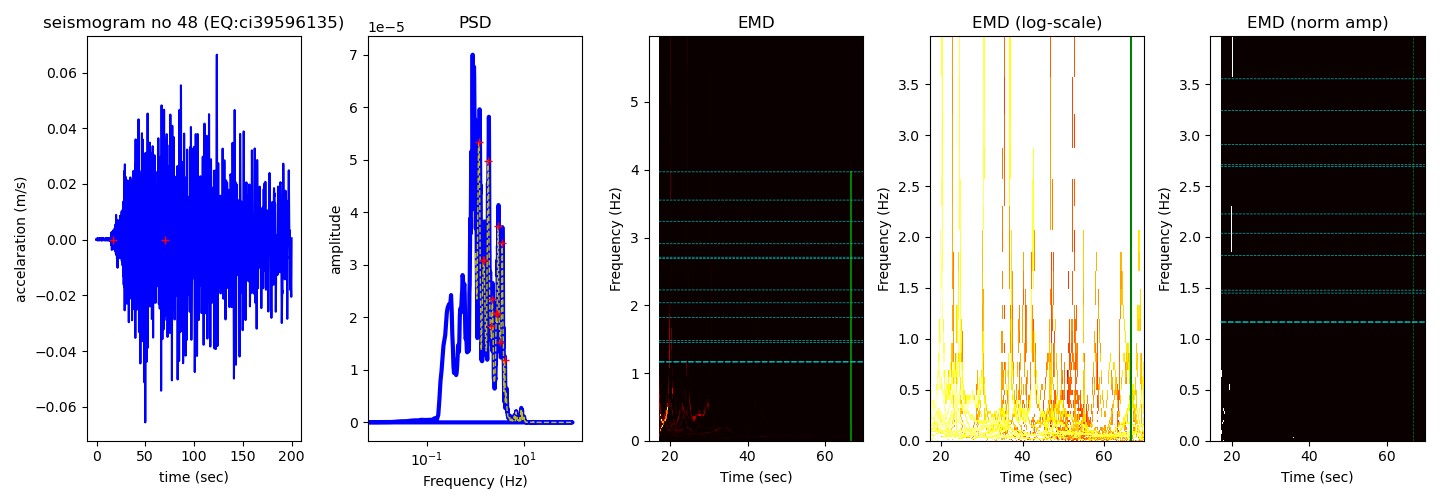 seismogram no 48 (EQ:ci39596135)
accelaration (m/s)
0.06
0.04
0.02
0.00
−0.02
−0.04
−0.06
0 50 100 150 200
time (sec)
PSD
1e−5
amplitude
7
6
5
4
3
2
1
0
10⁻¹ 10¹
Frequency (Hz)
EMD
Frequency (Hz)
5
4
3
2
1
0
20 40 60
Time (sec)
EMD (log-scale)
Frequency (Hz)
3.5
3.0
2.5
2.0
1.5
1.0
0.5
0.0
20 40 60
Time (sec)
EMD (norm amp)
Frequency (Hz)
3.5
3.0
2.5
2.0
1.5
1.0
0.5
0.0
20 40 60
Time (sec)